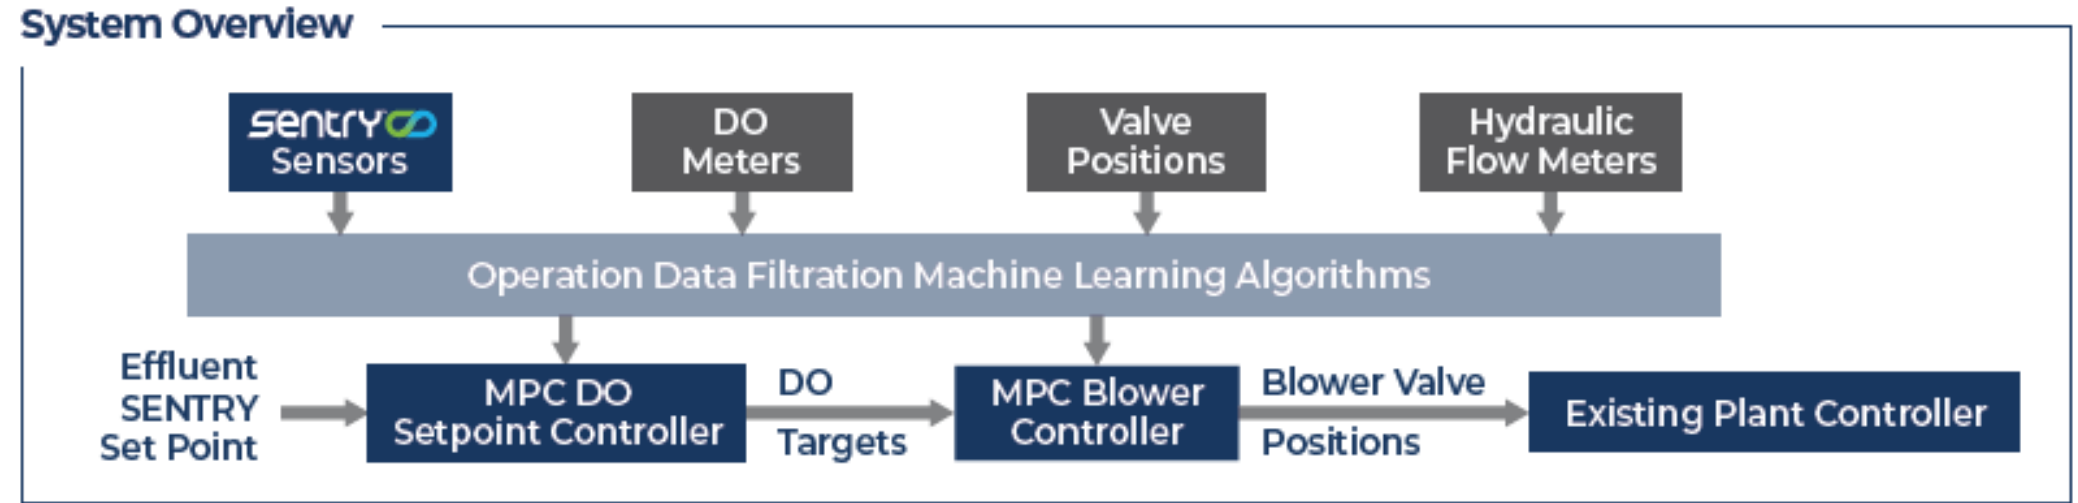 System Overview
sentry
Sensors
DO
Meters
Valve
Positions
Hydraulic
Flow Meters
Operation Data Filtration Machine Learning Algorithms
Effluent
SENTRY
Set Point
MPC DO
Setpoint Controller
DO
Targets
MPC Blower
Controller
Blower Valve
Positions
Existing Plant Controller